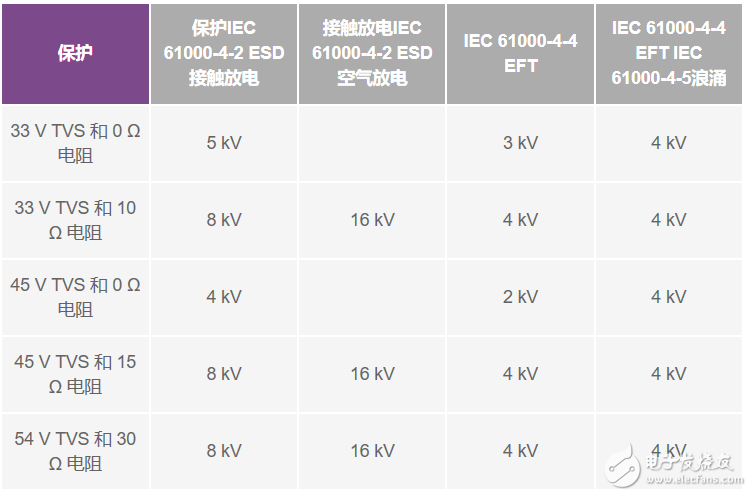 保护
保护IEC
61000-4-2 ESD
接触放电
接触放电IEC
61000-4-2 ESD
空气放电
IEC 61000-4-4
EFT
IEC 61000-4-4
EFT IEC
61000-4-5浪涌
33 V TVS 和 0 Ω
电阻
5 kV
3 kV
4 kV
33 V TVS 和 10
Ω 电阻
8 kV
16 kV
4 kV
4 kV
45 V TVS 和 0 Ω
电阻
4 kV
2 kV
4 kV
45 V TVS 和 15
Ω 电阻
8 kV
16 kV
4 kV
4 kV
54 V TVS 和 30
Ω 电阻
8 kV
16 kV
4 kV
4 kV
电子发烧友
www.elecfans.com